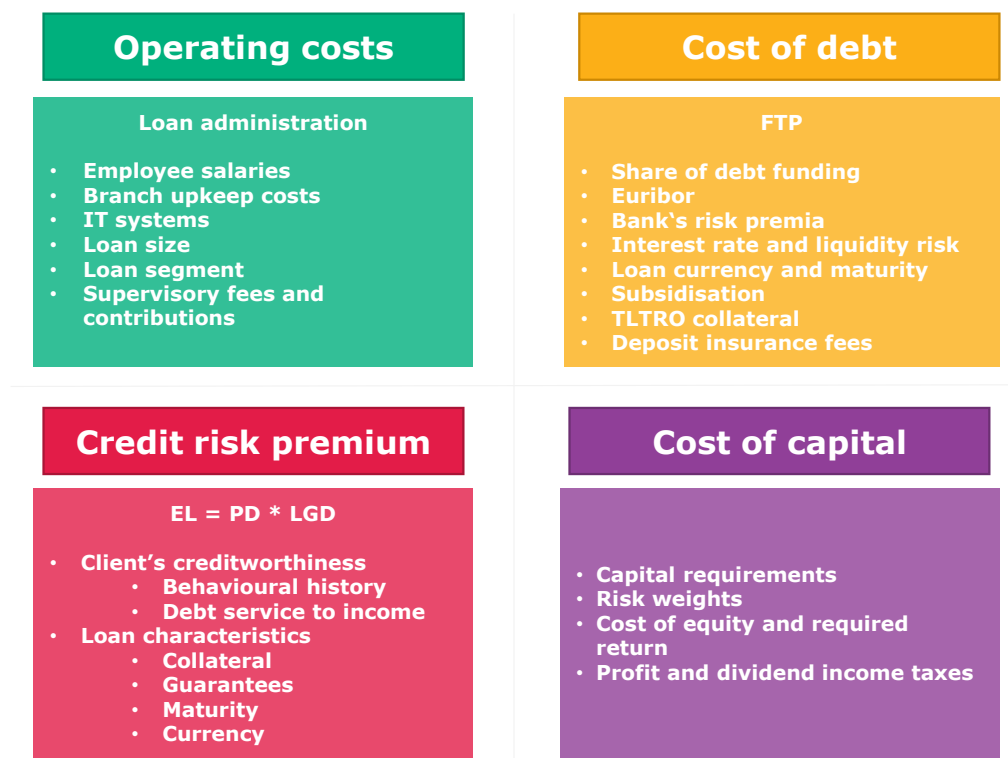 Operating costs
Loan administration
• Employee salaries
• Branch upkeep costs
• IT systems
• Loan size
• Loan segment
• Supervisory fees and
contributions
Cost of debt
FTP
• Share of debt funding
• Euribor
• Bank‘s risk premia
• Interest rate and liquidity risk
• Loan currency and maturity
• Subsidisation
• TLTRO collateral
• Deposit insurance fees
Credit risk premium
EL = PD * LGD
• Client’s creditworthiness
• Behavioural history
• Debt service to income
• Loan characteristics
• Collateral
• Guarantees
• Maturity
• Currency
Cost of capital
• Capital requirements
• Risk weights
• Cost of equity and required
return
• Profit and dividend income taxes